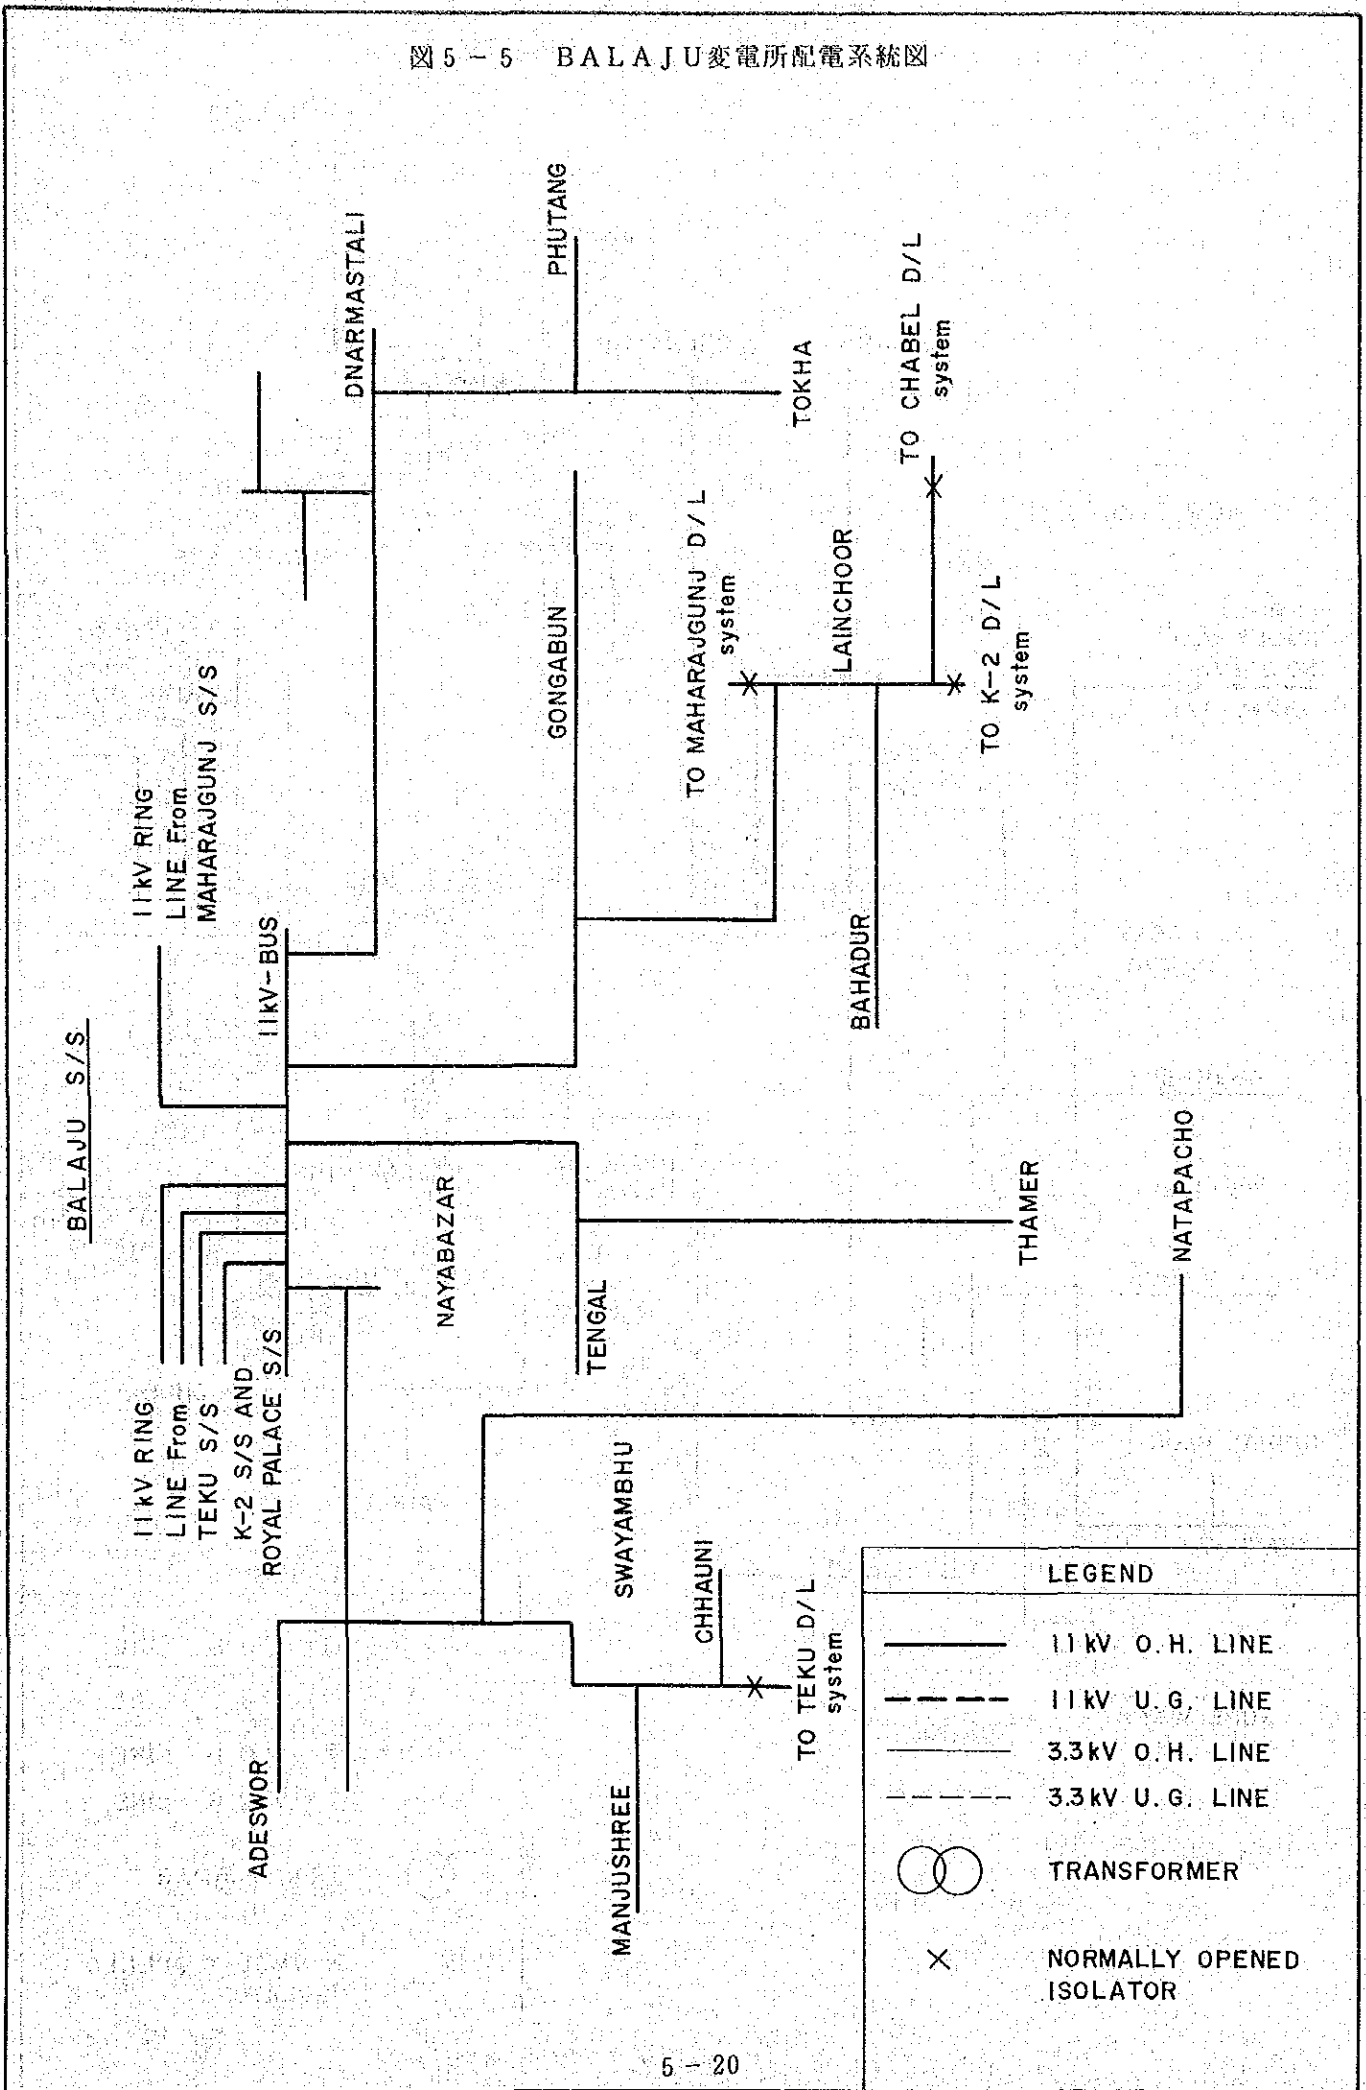 図5－5 BALAJU変電所配電系統図
BALAJU S/S
11kV RING
LINE From
MAHARAJGUNJ S/S
11kV-BUS
11kV RING
LINE From
TEKU S/S
K-2 S/S AND
ROYAL PALACE S/S
DNARMASTALI
PHUTANG
TOKHA
GONGABUN
TO MAHARAJGUNJ D/L
system
LAINCHOOR
TO CHABEL D/L
system
TO K-2 D/L
system
BAHADUR
NAYABAZAR
TENGAL
THAMER
NATAPACHO
SWAYAMBHU
CHHAUNI
TO TEKU D/L
system
ADESWOR
MANJUSHREE
LEGEND
11kV O.H. LINE
11kV U.G. LINE
3.3kV O.H. LINE
3.3kV U.G. LINE
TRANSFORMER
NORMALLY OPENED
ISOLATOR
5－20